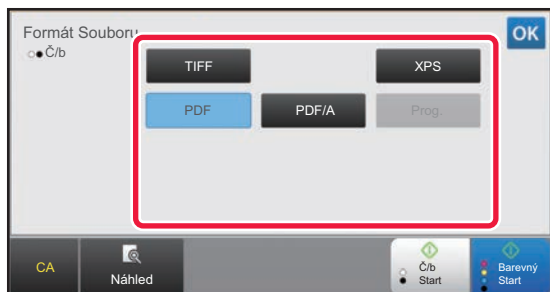 Formát Souboru
OK
Č/b
TIFF
XPS
PDF
PDF/A
Prog.
CA
Náhled
Č/b
Start
Barevný
Start